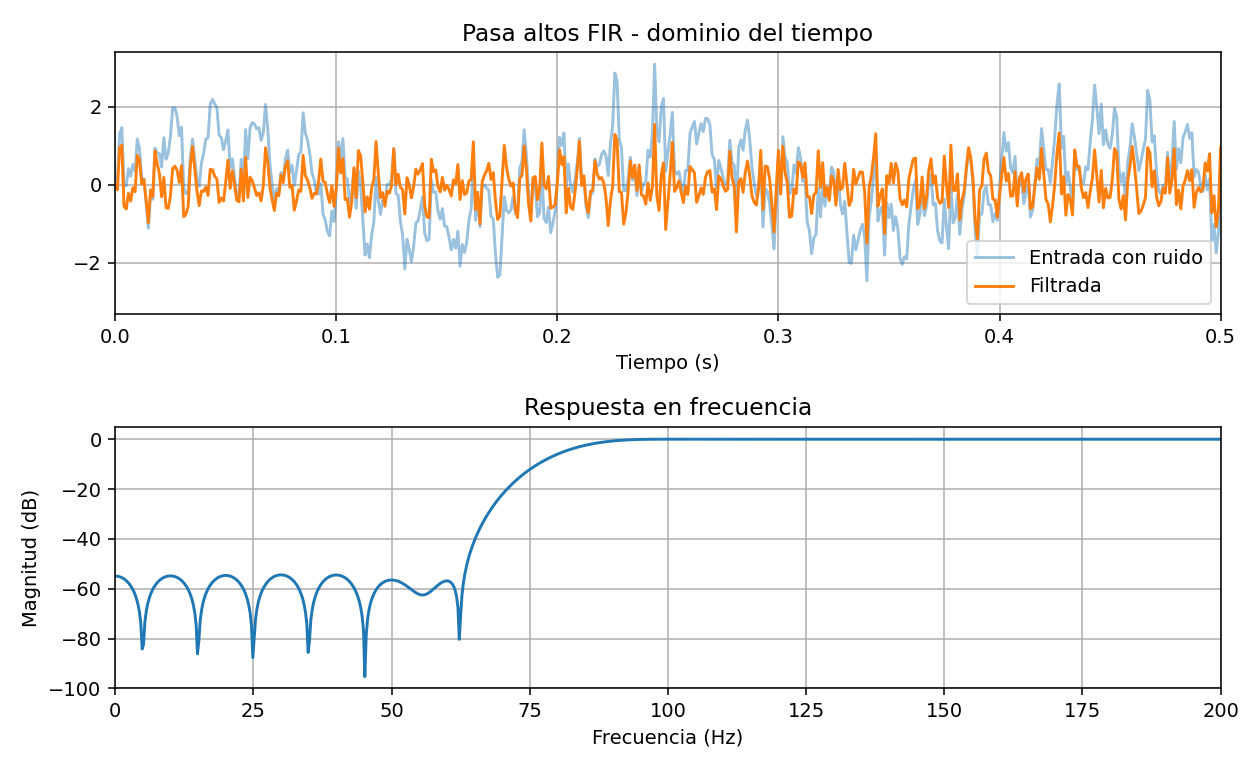 Pasa altos FIR - dominio del tiempo
2
0
−2
Entrada con ruido
Filtrada
0.0 0.1 0.2 0.3 0.4 0.5
Tiempo (s)
Respuesta en frecuencia
Magnitud (dB)
0
−20
−40
−60
−80
−100
0 25 50 75 100 125 150 175 200
Frecuencia (Hz)